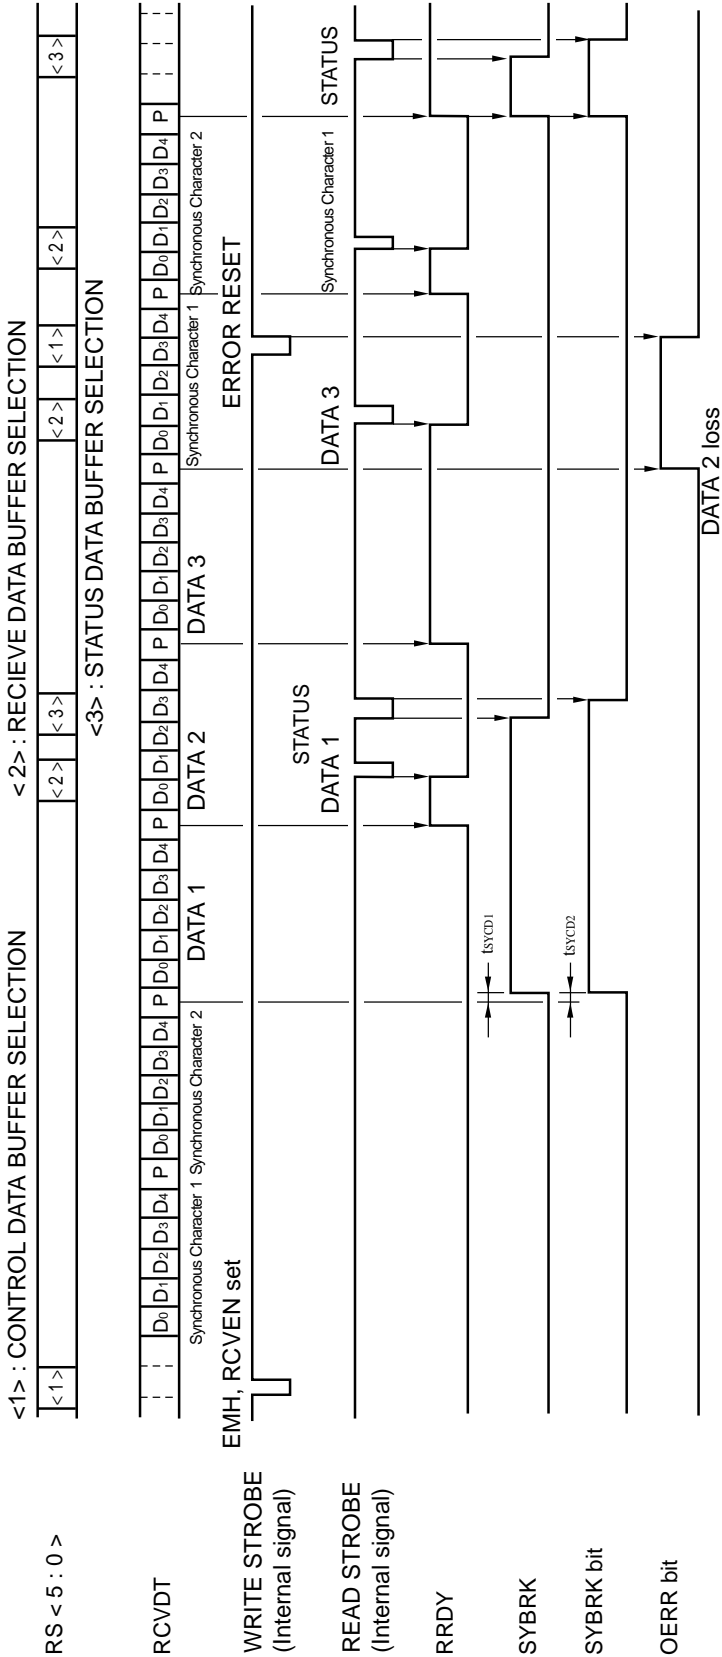 <1> : CONTROL DATA BUFFER SELECTION
< 2> : RECIEVE DATA BUFFER SELECTION
RS < 5 : 0 >
< 1 > < 2 > < 3 > < 2 > < 1 > < 2 > < 3 >
<3> : STATUS DATA BUFFER SELECTION
RCVDT
D0 D1 D2 D3 D4 P D0 D1 D2 D3 D4 P D0 D1 D2 D3 D4 P D0 D1 D2 D3 D4 P D0 D1 D2 D3 D4 P D0 D1 D2 D3 D4 P D0 D1 D2 D3 D4 P
Synchronous Character 1 Synchronous Character 2 DATA 1 DATA 2 DATA 3 Synchronous Character 1 Synchronous Character 2
EMH, RCVEN set
ERROR RESET
WRITE STROBE
(Internal signal)
STATUS
DATA 1
DATA 3
Synchronous Character 1
STATUS
READ STROBE
(Internal signal)
RRDY
tSYCD1
SYBRK
tSYCD2
SYBRK bit
OERR bit
DATA 2 loss